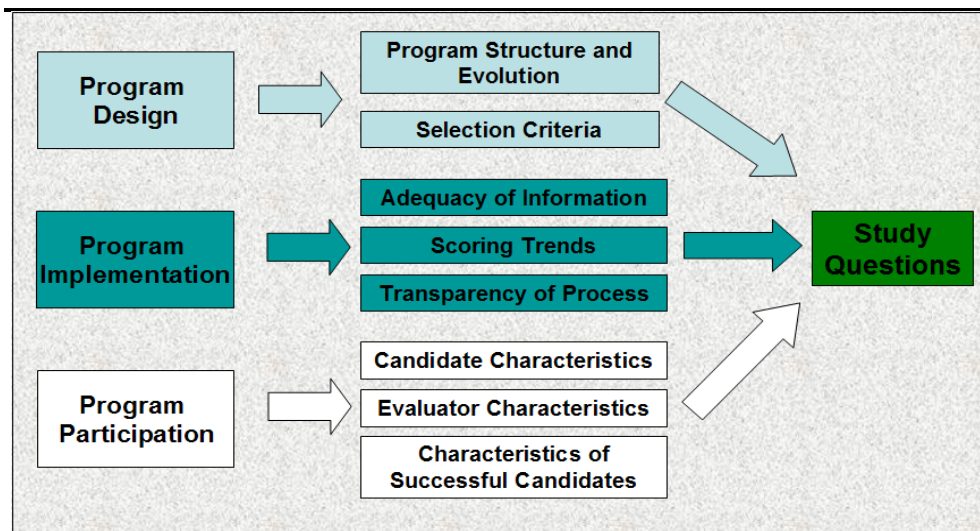 Program
Design
Program Structure and
Evolution
Selection Criteria
Program
Implementation
Adequacy of Information
Scoring Trends
Transparency of Process
Study
Questions
Program
Participation
Candidate Characteristics
Evaluator Characteristics
Characteristics of
Successful Candidates